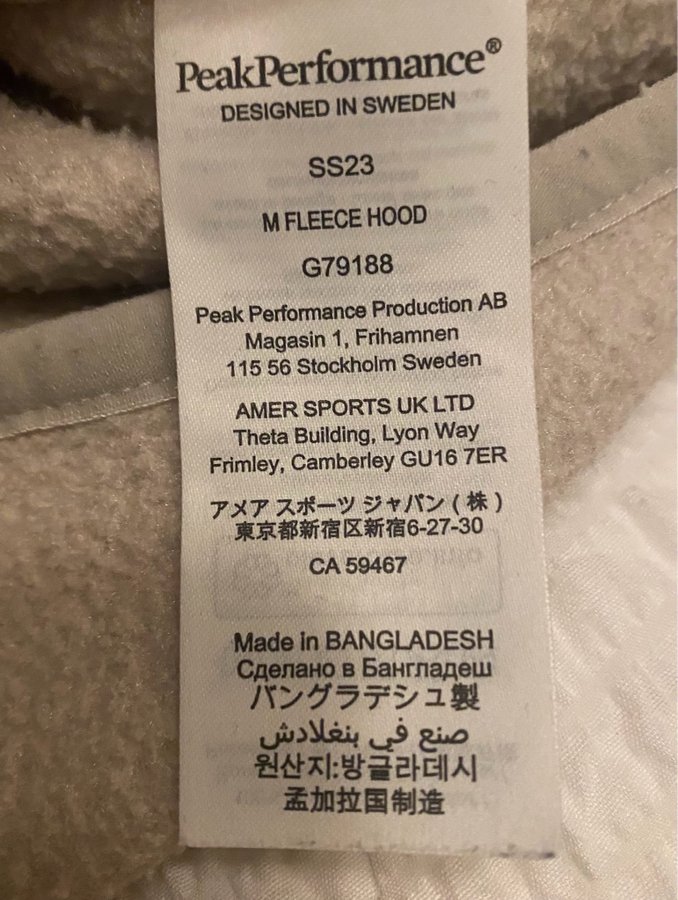 PeakPerformance®
DESIGNED IN SWEDEN
SS23
M FLEECE HOOD
G79188
Peak Performance Production AB
Magasin 1, Frihamnen
115 56 Stockholm Sweden
AMER SPORTS UK LTD
Theta Building, Lyon Way
Frimley, Camberley GU16 7ER
アメア スポーツ ジャパン ( 株 )
東京都新宿区新宿6-27-30
CA 59467
Made in BANGLADESH
Сделано в Бангладеш
バングラデシュ製
صنع في بنغلادش
원산지:방글라데시
孟加拉国制造